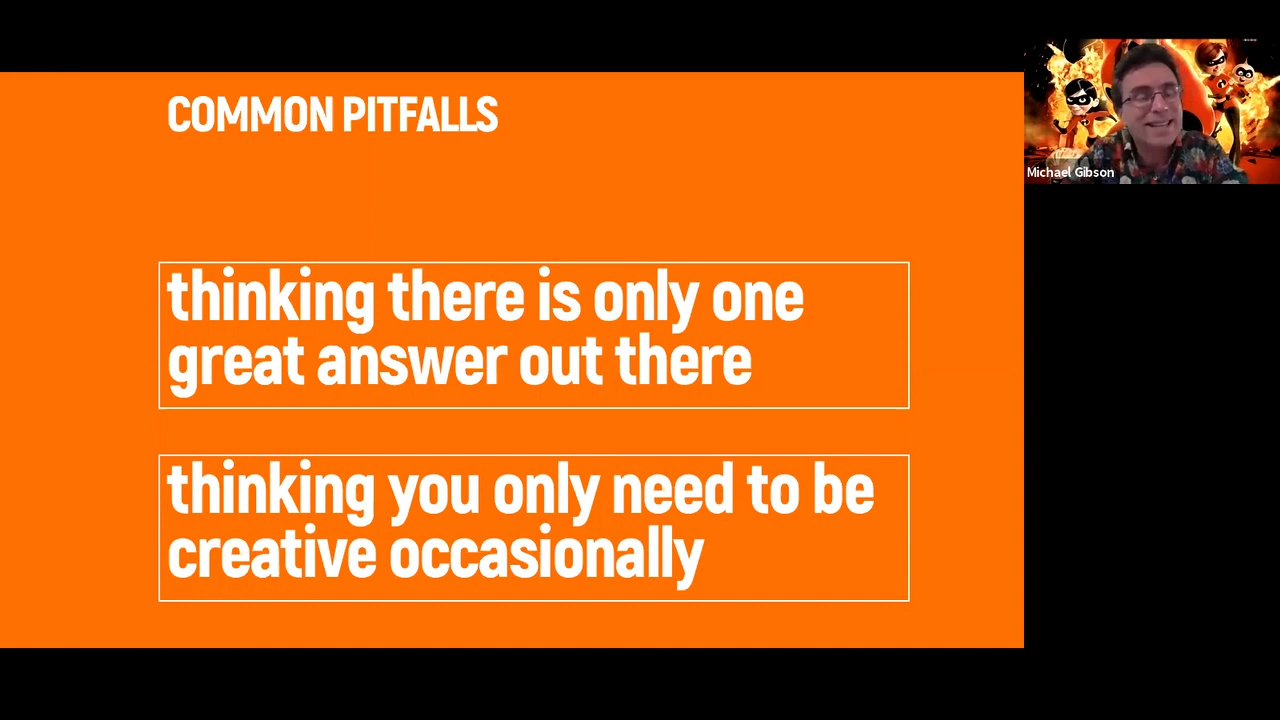 COMMON PITFALLS
thinking there is only one
great answer out there
thinking you only need to be
creative occasionally
Michael Gibson